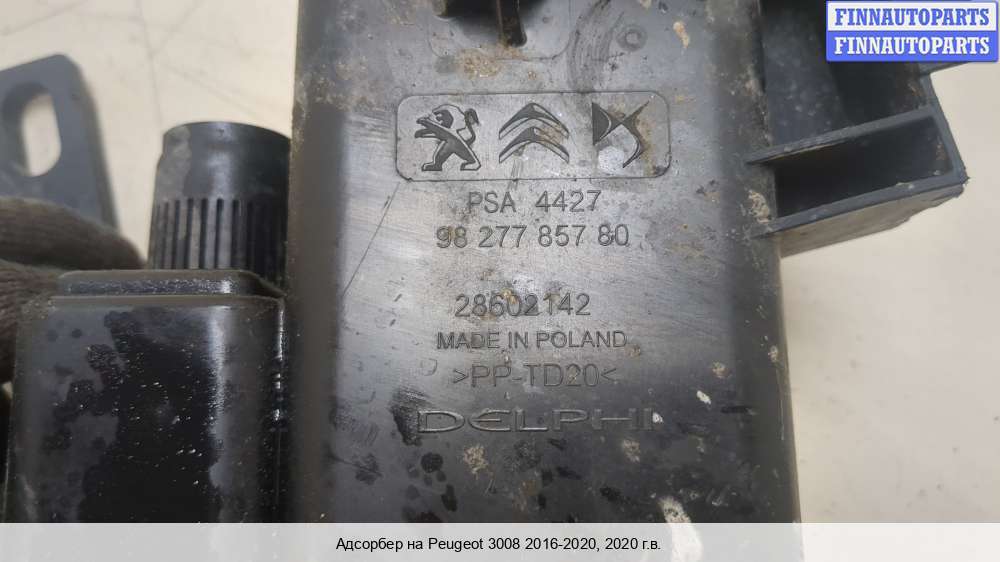 FINNAUTOPARTS
FINNAUTOPARTS
PSA 4427
98 277 857 80
28602142
MADE IN POLAND
>PP-TD20<
DELPHI
Адсорбер на Peugeot 3008 2016-2020, 2020 г.в.